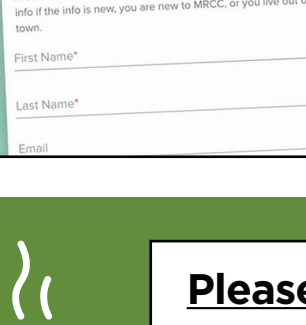 info if the info is new, you are new to MRCC, or you live out
town.
First Name*
Last Name*
Email
Please